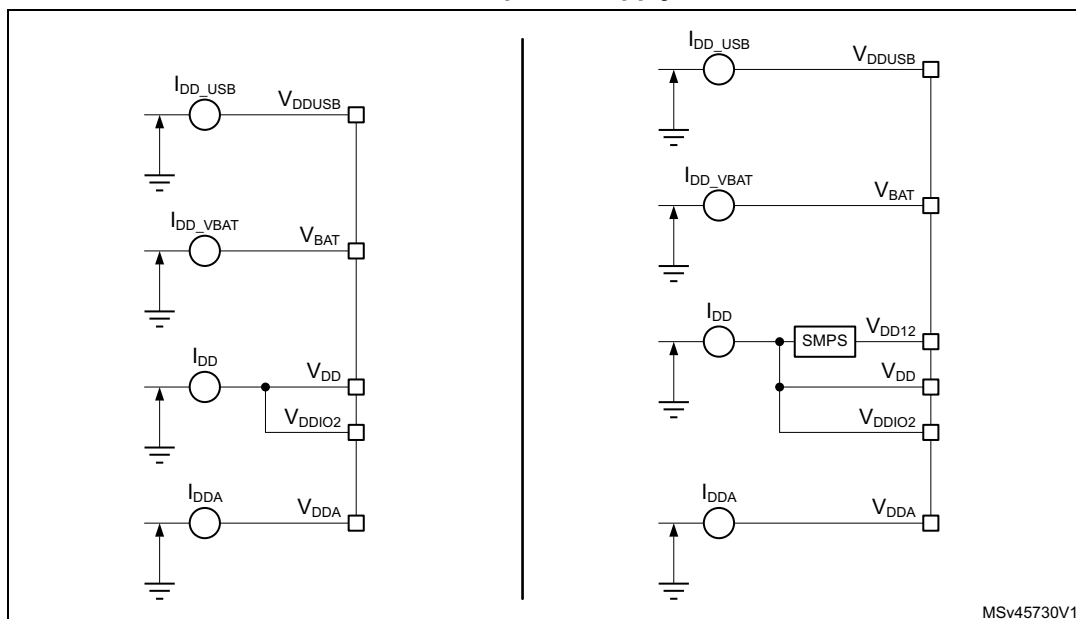 I_DD_USB
V_DDUSB
I_DD_VBAT
V_BAT
I_DD
V_DD
V_DDIO2
I_DDA
V_DDA
I_DD_USB
V_DDUSB
I_DD_VBAT
V_BAT
I_DD
SMPS
V_DD12
V_DD
V_DDIO2
I_DDA
V_DDA
MSv45730V1